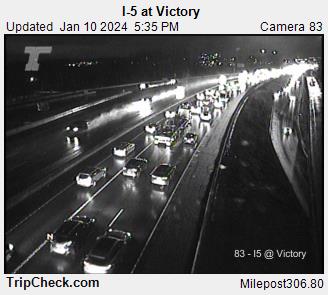 I-5 at Victory
Updated Jan 10 2024 5:35 PM Camera 83
T
N
83 - I5 @ Victory
TripCheck.com Milepost306.80